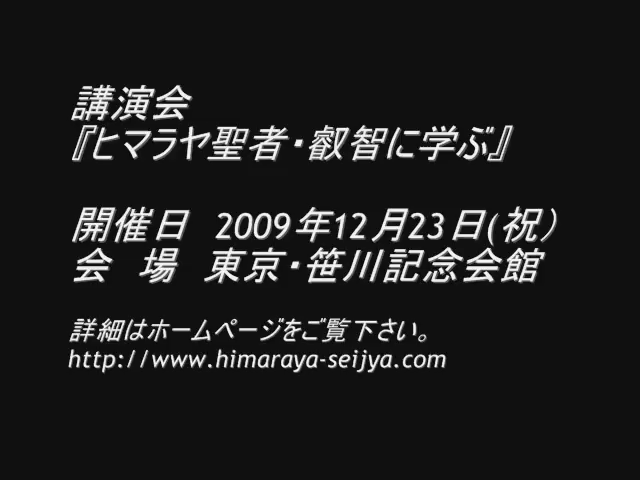 講演会
『ヒマラヤ聖者・叡智に学ぶ』
開催日　2009年12月23日(祝）
会　場　東京・笹川記念会館
詳細はホームページをご覧下さい。
http://www.himaraya-seijya.com